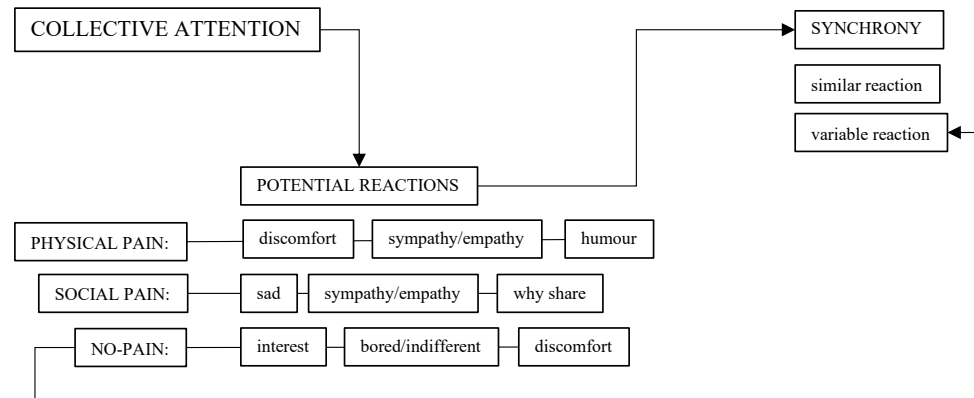 COLLECTIVE ATTENTION
SYNCHRONY
similar reaction
variable reaction
POTENTIAL REACTIONS
PHYSICAL PAIN: discomfort sympathy/empathy humour
SOCIAL PAIN: sad sympathy/empathy why share
NO-PAIN: interest bored/indifferent discomfort